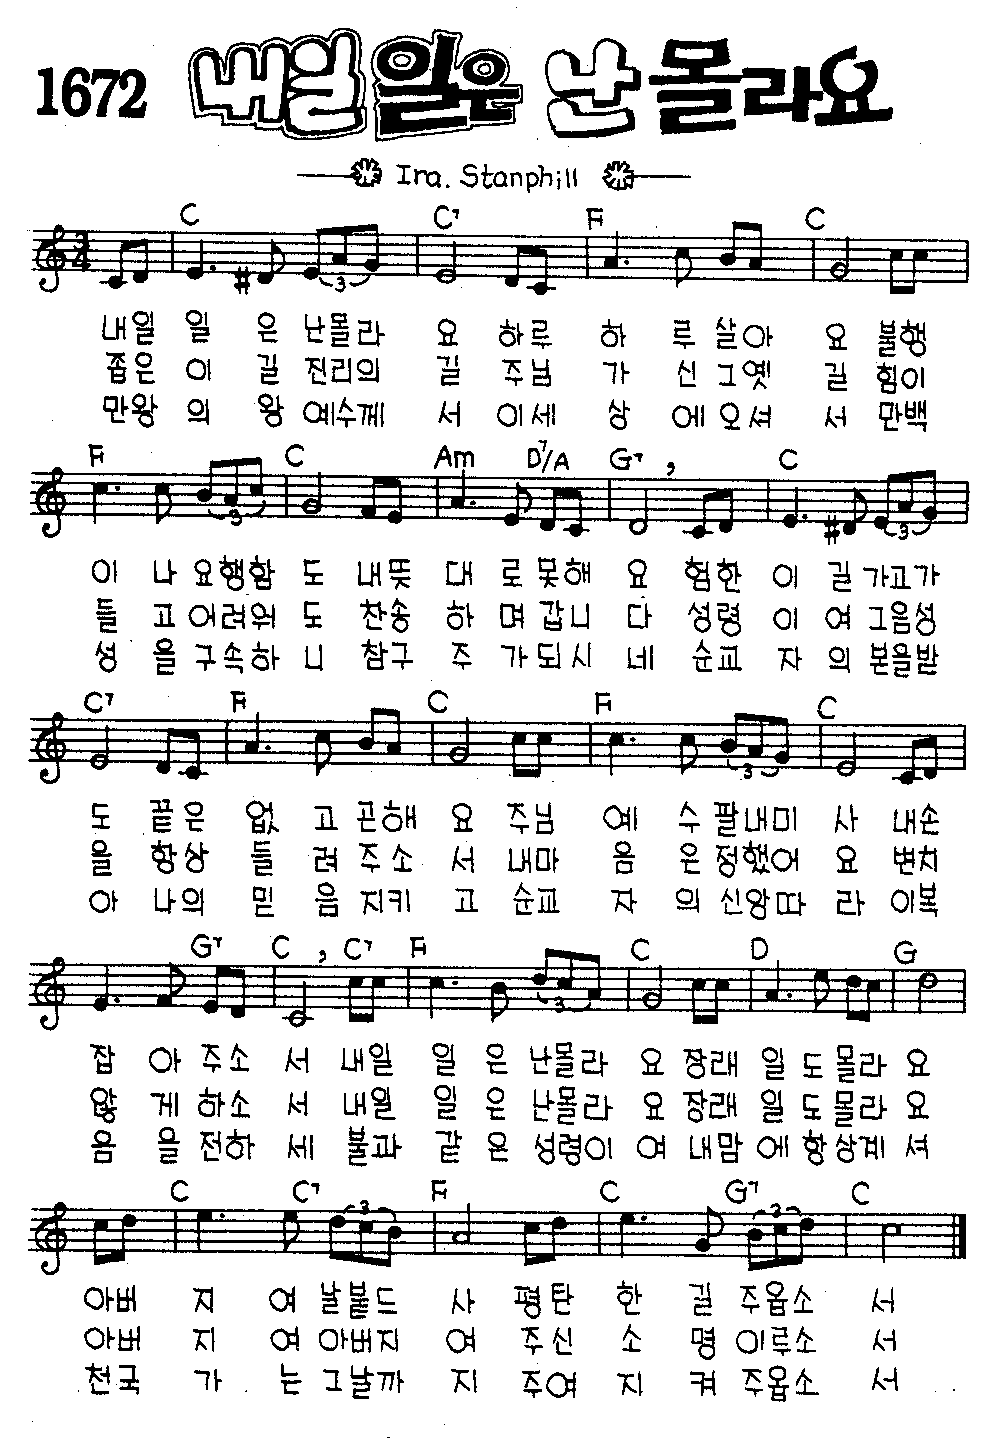 1672 내일일은 난 몰라요
Ira. Stanphill
C C7 F C
3/4
3
내일 일 은 난몰라 요 하루 하 루 살아 요 불행
좁은 이 길 진리의 길 주님 가 신 그옛 길 힘이
만왕 의 왕 예수께 서 이세 상 에 오셔 서 만백
F C Am D7/A G7 , C
3 3
이 나 요행함 도 내뜻 대 로 못해 요 험한 이 길 가고가
들 고 어려워 도 찬송 하 며 갑니 다 성령 이 여 그음성
성 을 구속하 니 참구 주 가 되시 네 순교 자 의 본을받
C7 F C F C
3
도 끝은 없 고 곤해 요 주님 예 수 팔내미 사 내손
을 항상 들 려 주소 서 내마 음 은 정했어 요 변치
아 나의 믿 음 지키 고 순교 자 의 신앙따 라 이복
G7 C , C7 F C D G
3
잡 아 주소 서 내일 일 은 난몰라 요 장래 일 도 몰라 요
않 게 하소 서 내일 일 은 난몰라 요 장래 일 도 몰라 요
음 을 전하 세 불과 같 은 성령이 여 내맘 에 항상계 셔
C C7 F C G7 C
3 3
아버 지 여 날붙드 사 평탄 한 길 주옵소 서
아버 지 여 아버지 여 주신 소 명 이루소 서
천국 가 는 그날까 지 주여 지 켜 주옵소 서